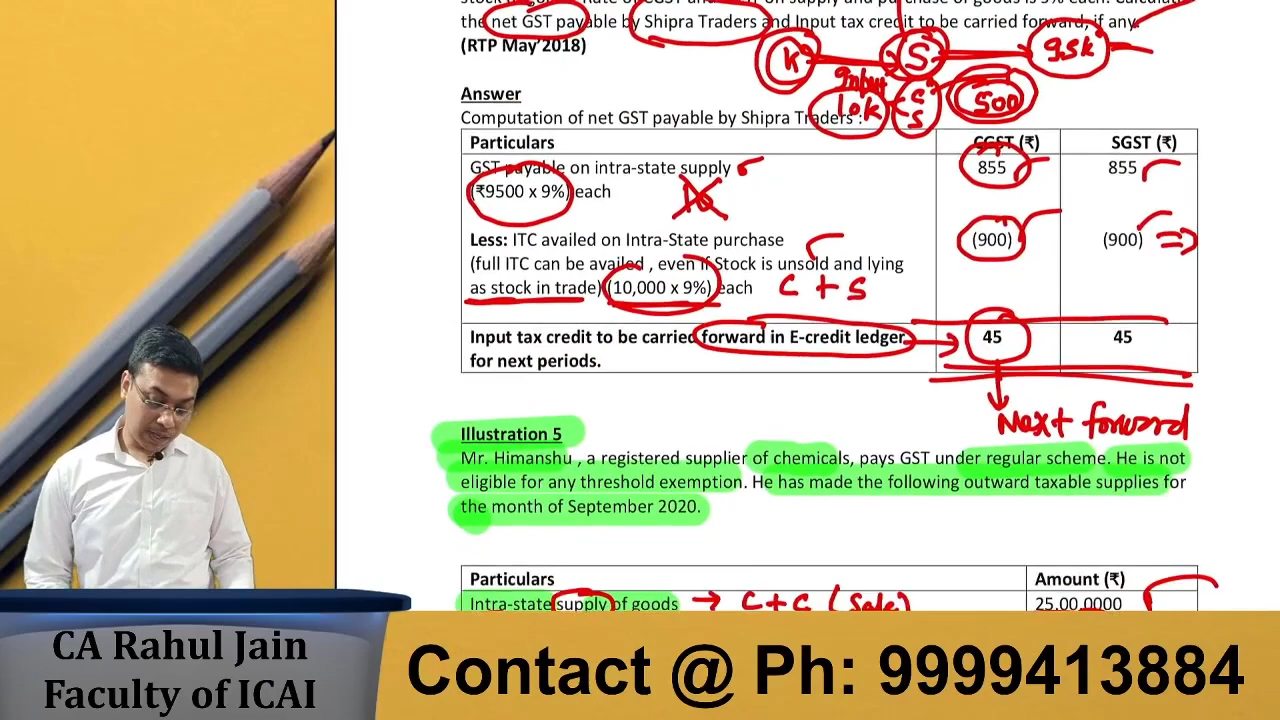 the net GST payable by Shipra Traders and Input tax credit to be carried forward, if any.
(RTP May'2018)
K
S
95k
Input
10k
C
S
500
Answer
Computation of net GST payable by Shipra Traders :
Particulars CGST (₹) SGST (₹)
GST payable on intra-state supply 855 855
(₹9500 x 9%) each
Less: ITC availed on Intra-State purchase (900) (900)
(full ITC can be availed , even if Stock is unsold and lying
as stock in trade) (10,000 x 9%) each C + S
Input tax credit to be carried forward in E-credit ledger 45 45
for next periods.
Next forward
Illustration 5
Mr. Himanshu , a registered supplier of chemicals, pays GST under regular scheme. He is not
eligible for any threshold exemption. He has made the following outward taxable supplies for
the month of September 2020.
Particulars Amount (₹)
Intra-state supply of goods → C+C (Sale) 25,00,0000
CA Rahul Jain
Faculty of ICAI
Contact @ Ph: 9999413884